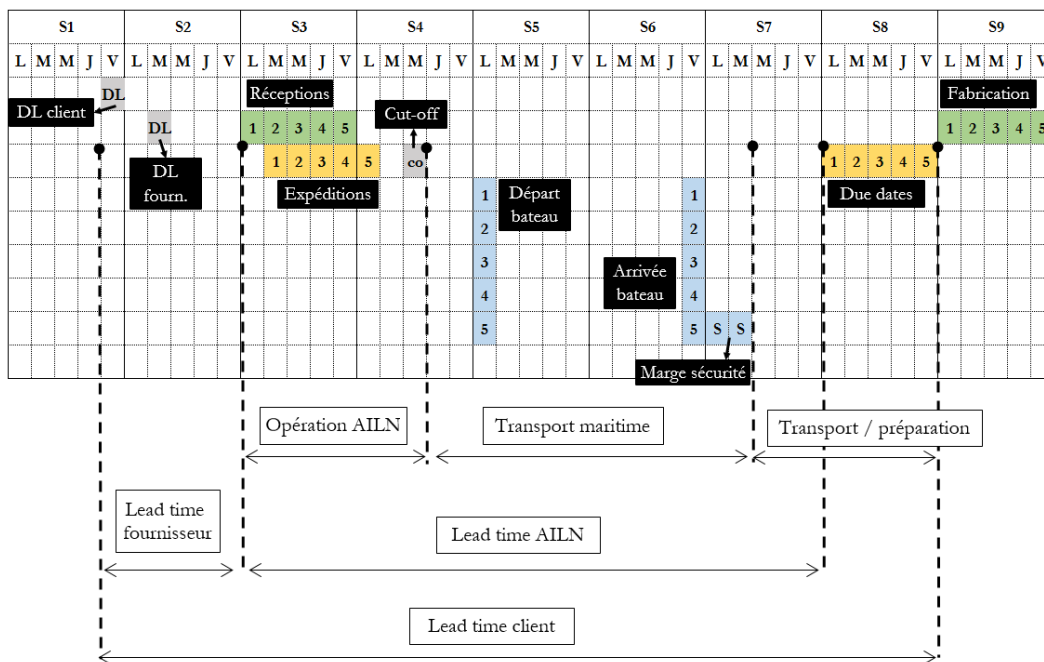 S1 S2 S3 S4 S5 S6 S7 S8 S9
L M M J V L M M J V L M M J V L M M J V L M M J V L M M J V L M M J V L M M J V L M M J V
DL
DL client
Réceptions
Cut-off
Fabrication
DL
1 2 3 4 5
1 2 3 4 5
DL
fourn.
1 2 3 4 5
co
1 2 3 4 5
Expéditions
Due dates
1
2
3
4
5
Départ
bateau
Arrivée
bateau
1
2
3
4
5 S S
Marge sécurité
Opération AILN
Transport maritime
Transport / préparation
Lead time
fournisseur
Lead time AILN
Lead time client